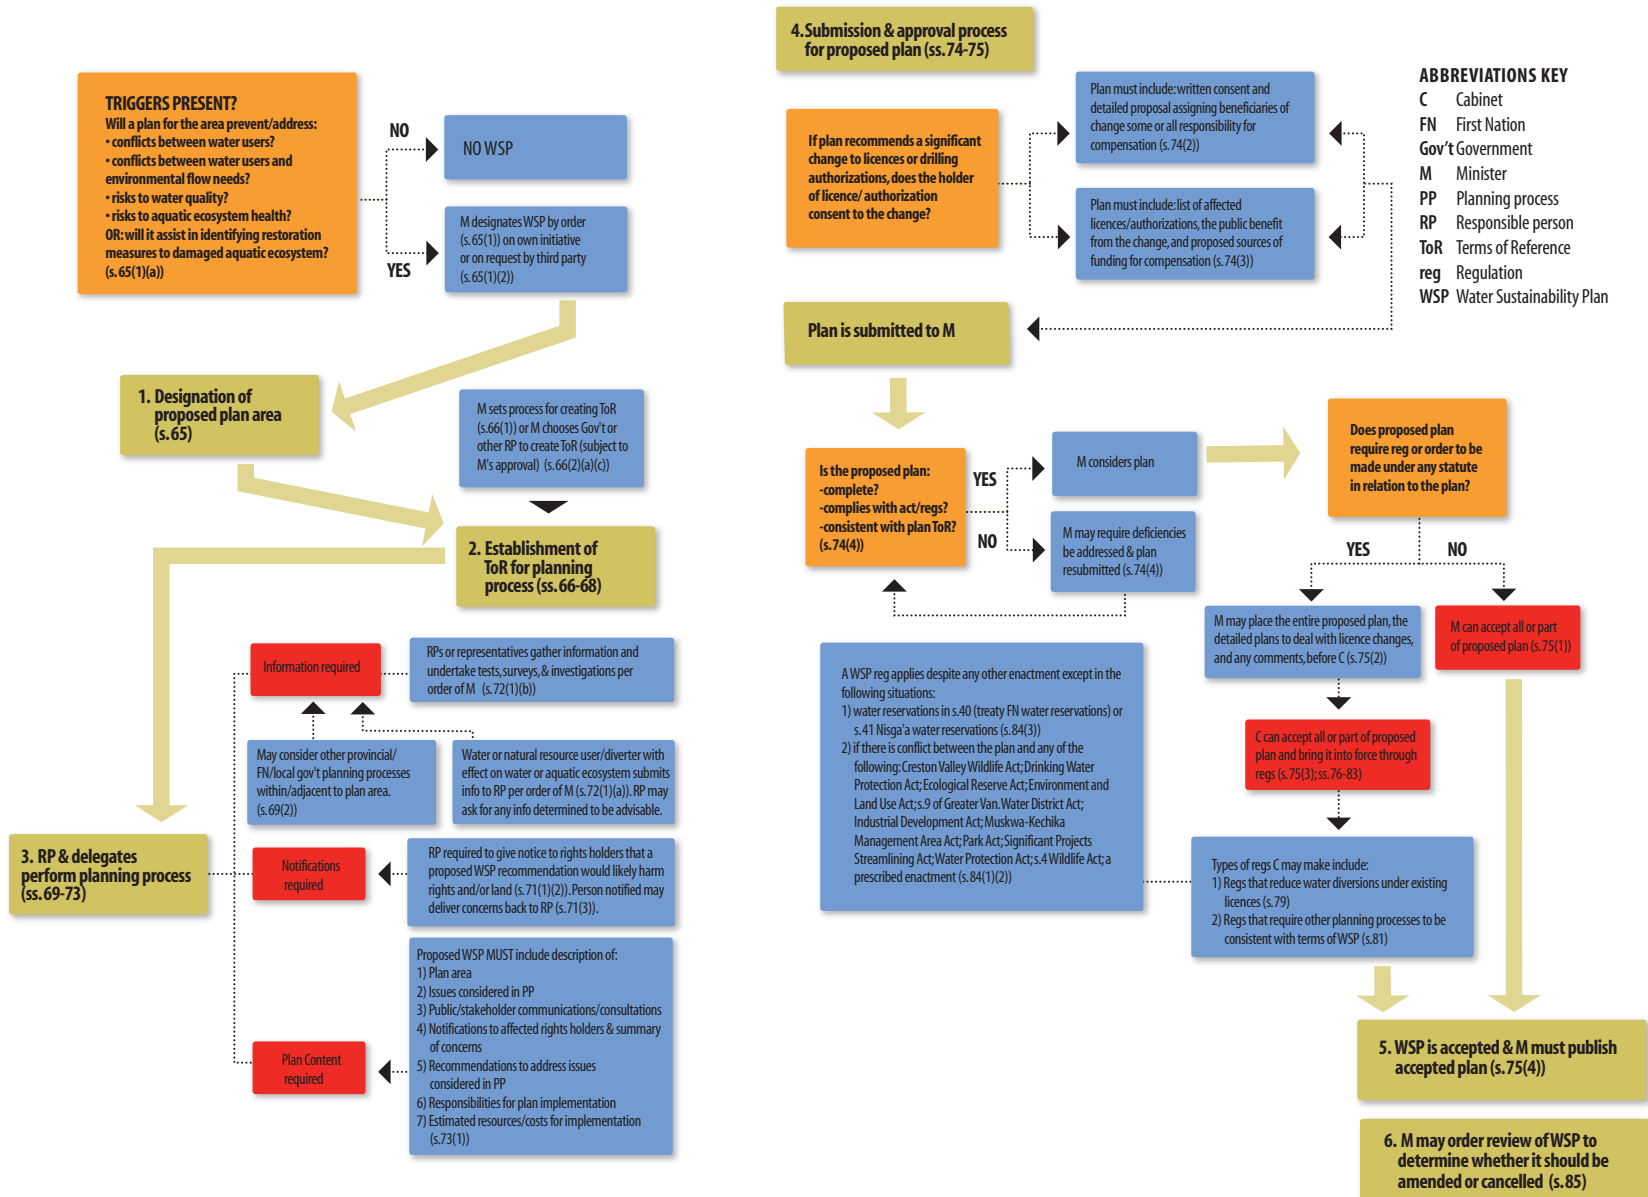 TRIGGERS PRESENT?
Will a plan for the area prevent/address:
• conflicts between water users?
• conflicts between water users and
environmental flow needs?
• risks to water quality?
• risks to aquatic ecosystem health?
OR: will it assist in identifying restoration
measures to damaged aquatic ecosystem?
(s.65(1)(a))
NO
NO WSP
YES
M designates WSP by order
(s.65(1)) on own initiative
or on request by third party
(s.65(1)(2))
1. Designation of
proposed plan area
(s.65)
M sets process for creating ToR
(s.66(1)) or M chooses Gov't or
other RP to create ToR (subject to
M's approval) (s.66(2)(a)(c))
2. Establishment of
ToR for planning
process (ss.66-68)
Information required
RPs or representatives gather information and
undertake tests, surveys, & investigations per
order of M (s.72(1)(b))
May consider other provincial/
FN/local gov't planning processes
within/adjacent to plan area.
(s.69(2))
Water or natural resource user/diverter with
effect on water or aquatic ecosystem submits
info to RP per order of M (s.72(1)(a)). RP may
ask for any info determined to be advisable.
3. RP & delegates
perform planning process
(ss.69-73)
Notifications
required
RP required to give notice to rights holders that a
proposed WSP recommendation would likely harm
rights and/or land (s.71(1)(2)). Person notified may
deliver concerns back to RP (s.71(3)).
Plan Content
required
Proposed WSP MUST include description of:
1) Plan area
2) Issues considered in PP
3) Public/stakeholder communications/consultations
4) Notifications to affected rights holders & summary
of concerns
5) Recommendations to address issues
considered in PP
6) Responsibilities for plan implementation
7) Estimated resources/costs for implementation
(s.73(1))
4. Submission & approval process
for proposed plan (ss.74-75)
If plan recommends a significant
change to licences or drilling
authorizations, does the holder
of licence/ authorization
consent to the change?
Plan must include: written consent and
detailed proposal assigning beneficiaries of
change some or all responsibility for
compensation (s.74(2))
Plan must include: list of affected
licences/authorizations, the public benefit
from the change, and proposed sources of
funding for compensation (s.74(3))
Plan is submitted to M
Is the proposed plan:
-complete?
-complies with act/regs?
-consistent with plan ToR?
(s.74(4))
YES
M considers plan
NO
M may require deficiencies
be addressed & plan
resubmitted (s.74(4))
Does proposed plan
require reg or order to be
made under any statute
in relation to the plan?
YES
NO
M may place the entire proposed plan, the
detailed plans to deal with licence changes,
and any comments, before C (s.75(2))
M can accept all or part
of proposed plan (s.75(1))
C can accept all or part of proposed
plan and bring it into force through
regs (s.75(3); ss.76-83)
A WSP reg applies despite any other enactment except in the
following situations:
1) water reservations in s.40 (treaty FN water reservations) or
s.41 Nisga'a water reservations (s.84(3))
2) if there is conflict between the plan and any of the
following: Creston Valley Wildlife Act; Drinking Water
Protection Act; Ecological Reserve Act; Environment and
Land Use Act; s.9 of Greater Van. Water District Act;
Industrial Development Act; Muskwa-Kechika
Management Area Act; Park Act; Significant Projects
Streamlining Act; Water Protection Act; s.4 Wildlife Act; a
prescribed enactment (s.84(1)(2))
Types of regs C may make include:
1) Regs that reduce water diversions under existing
licences (s.79)
2) Regs that require other planning processes to be
consistent with terms of WSP (s.81)
5. WSP is accepted & M must publish
accepted plan (s.75(4))
6. M may order review of WSP to
determine whether it should be
amended or cancelled (s.85)
ABBREVIATIONS KEY
C Cabinet
FN First Nation
Gov't Government
M Minister
PP Planning process
RP Responsible person
ToR Terms of Reference
reg Regulation
WSP Water Sustainability Plan